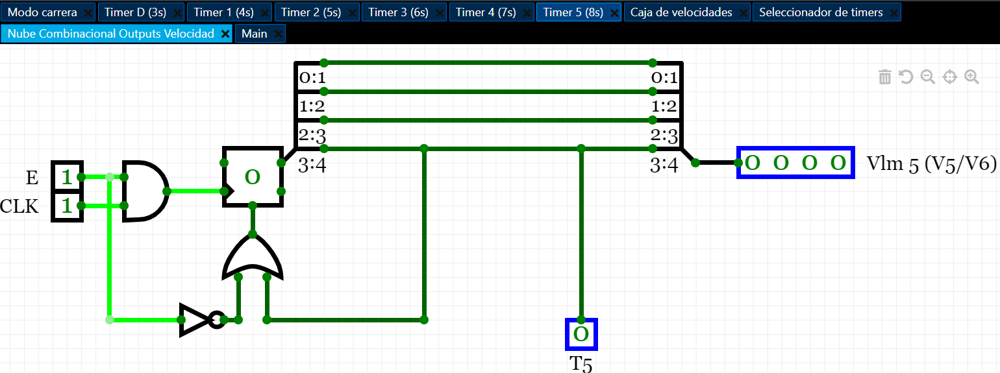 Modo carrera Timer D (3s) Timer 1 (4s) Timer 2 (5s) Timer 3 (6s) Timer 4 (7s) Timer 5 (8s) Caja de velocidades Seleccionador de timers
Nube Combinacional Outputs Velocidad Main
0:1 0:1
1:2 1:2
2:3 2:3
3:4 3:4
0 0 0 0 Vlm 5 (V5/V6)
E 1 0
CLK 1
0
T5